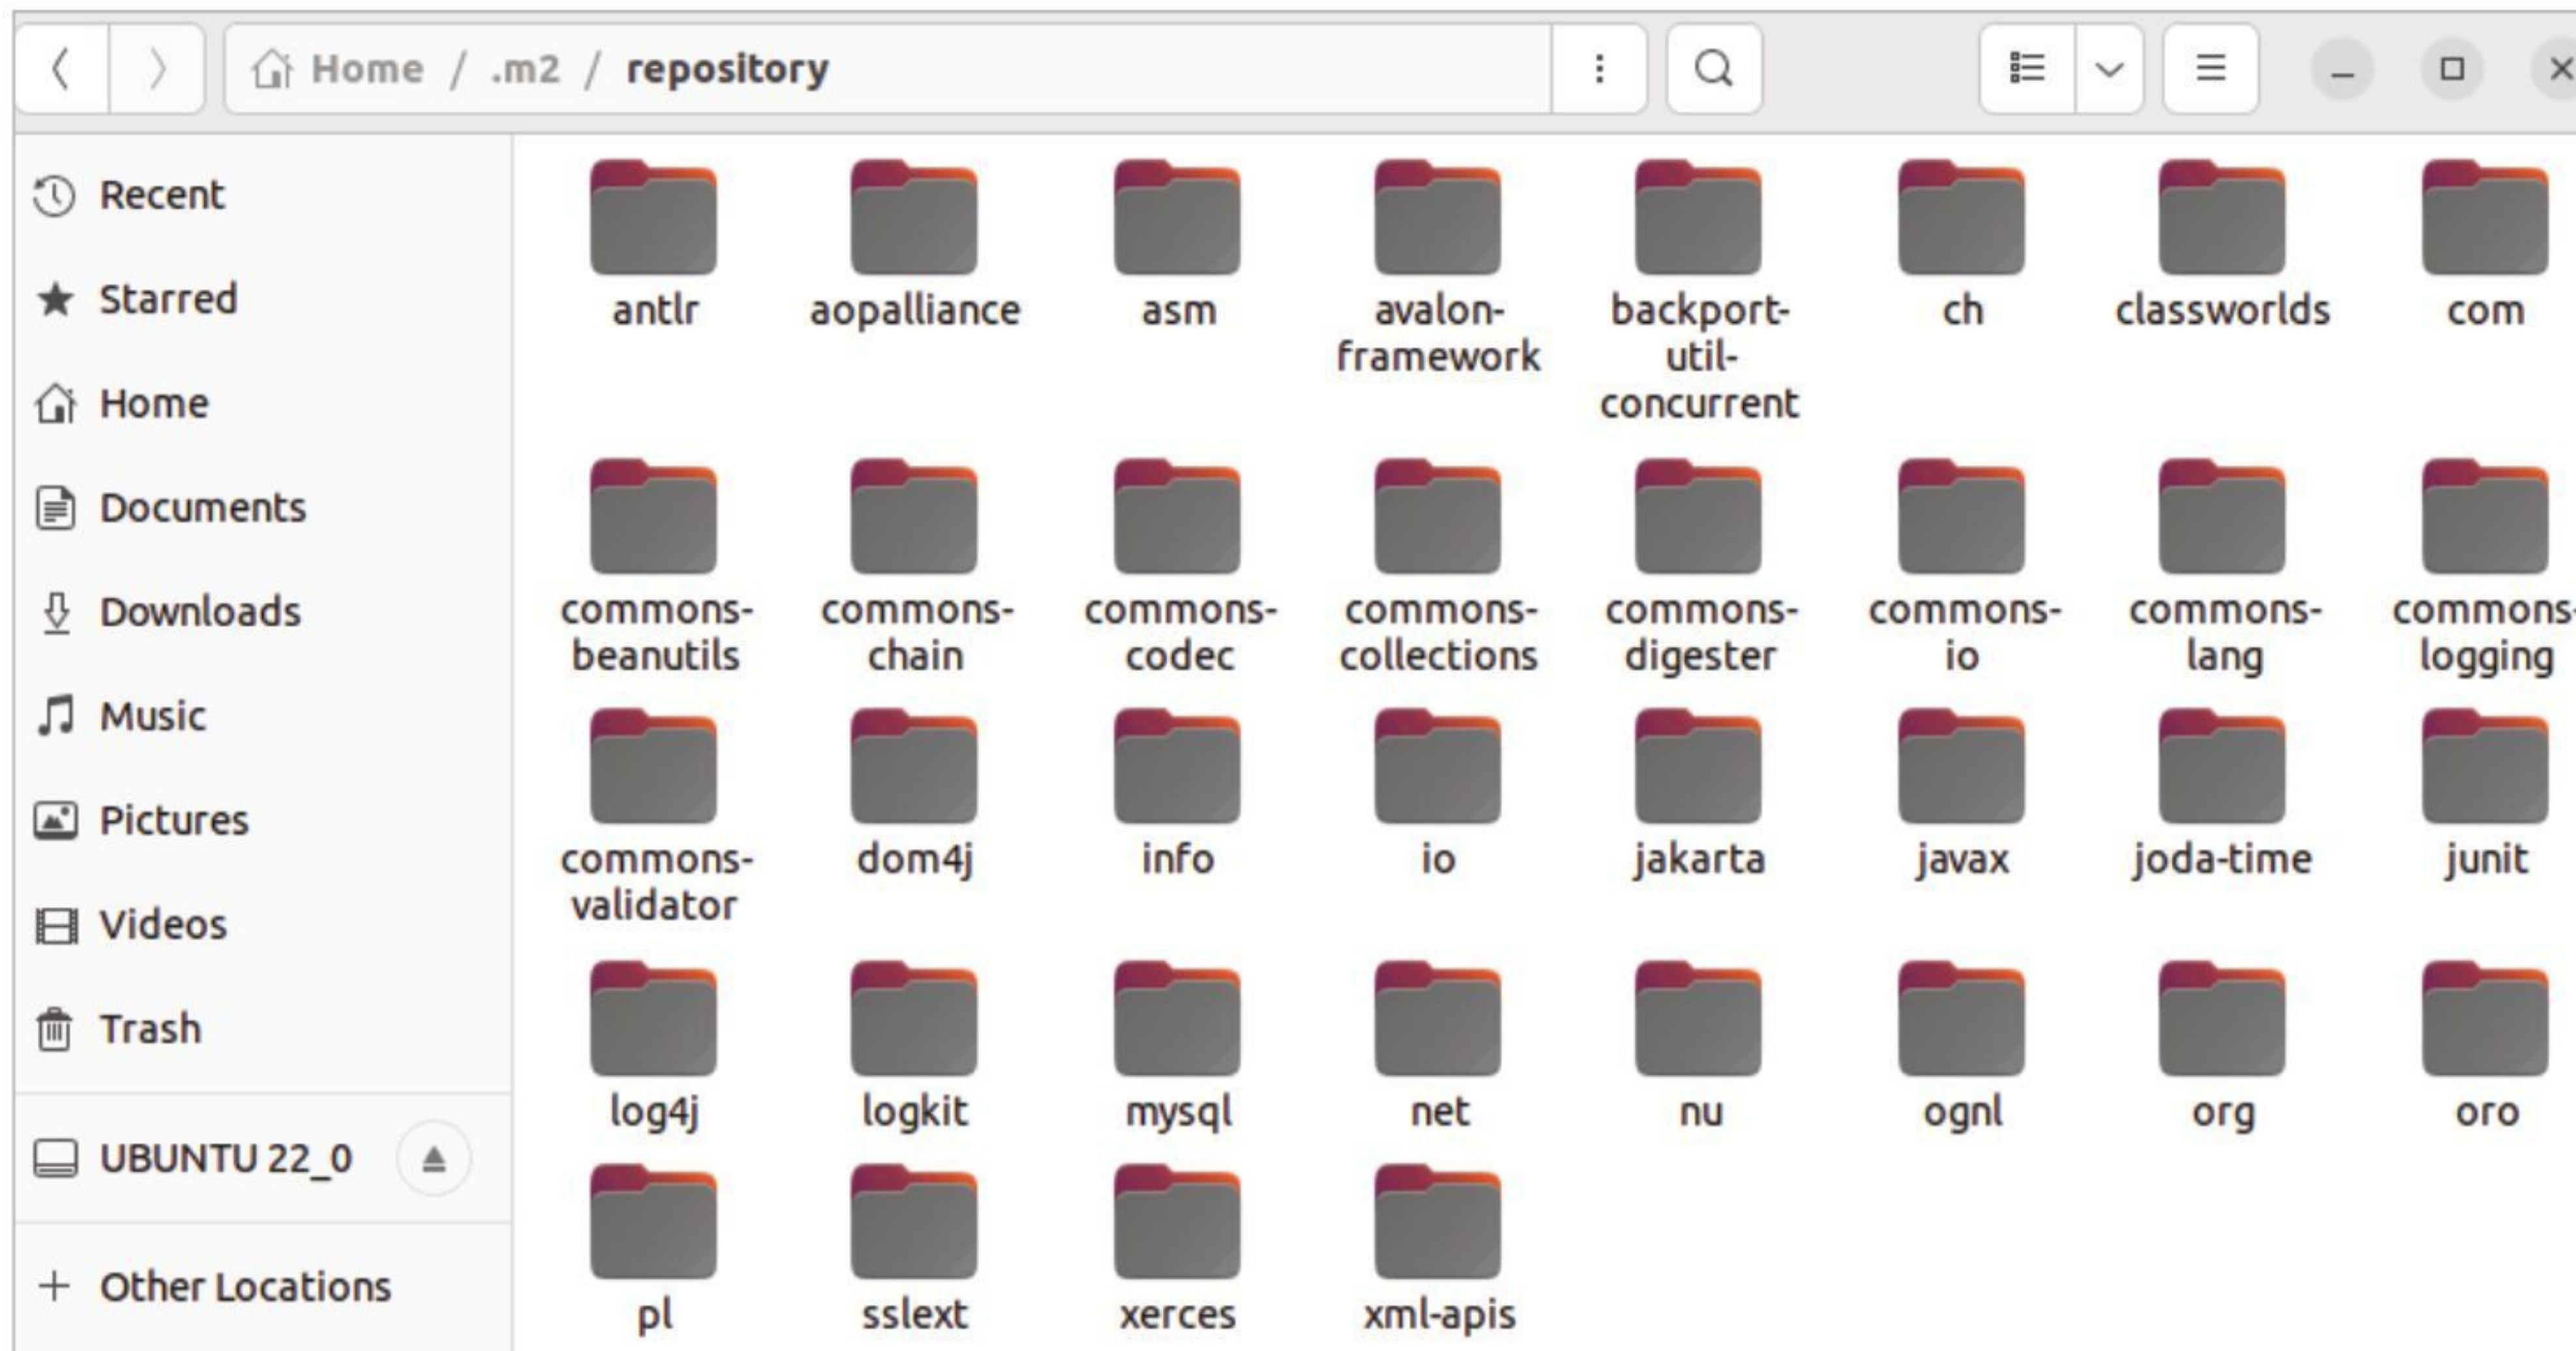 Home / .m2 / repository
Recent
Starred
Home
Documents
Downloads
Music
Pictures
Videos
Trash
UBUNTU 22_0
Other Locations
antlr
aopalliance
asm
avalon-
framework
backport-
util-
concurrent
ch
classworlds
com
commons-
beanutils
commons-
chain
commons-
codec
commons-
collections
commons-
digester
commons-
io
commons-
lang
commons-
logging
commons-
validator
dom4j
info
io
jakarta
javax
joda-time
junit
log4j
logkit
mysql
net
nu
ognl
org
oro
pl
sslext
xerces
xml-apis